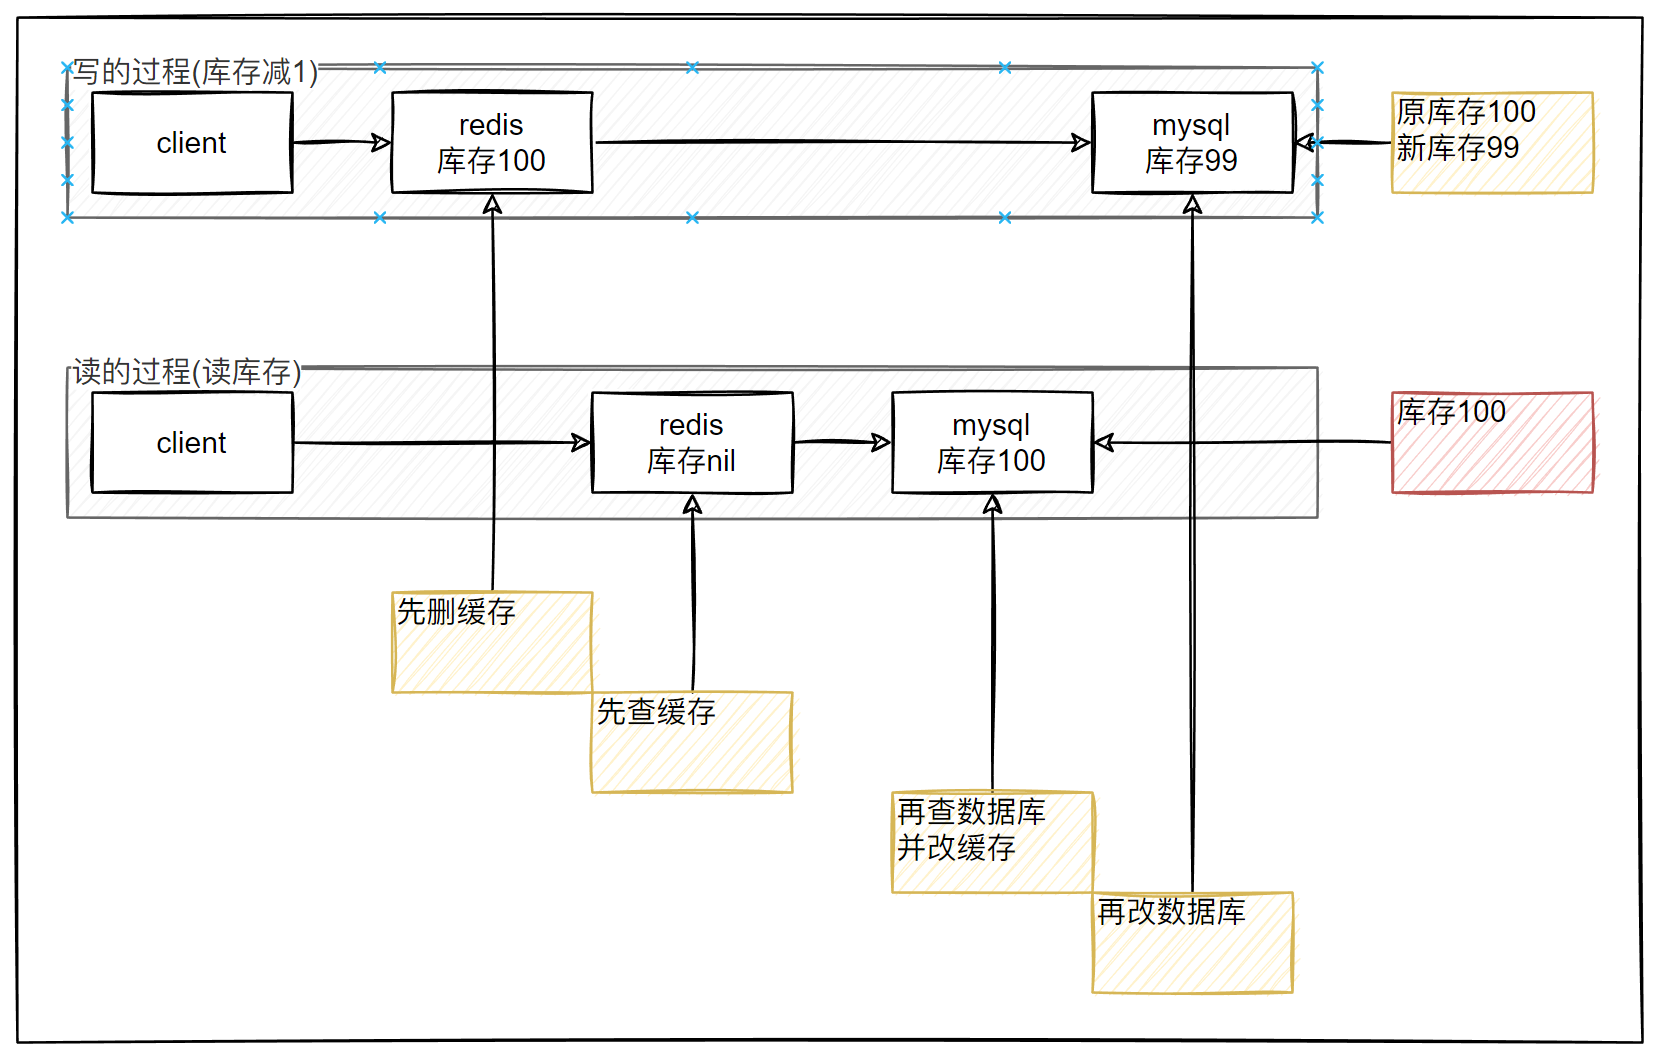 写的过程(库存减1)
client
redis
库存100
mysql
库存99
原库存100
新库存99
读的过程(读库存)
client
redis
库存nil
mysql
库存100
库存100
先删缓存
先查缓存
再查数据库
并改缓存
再改数据库